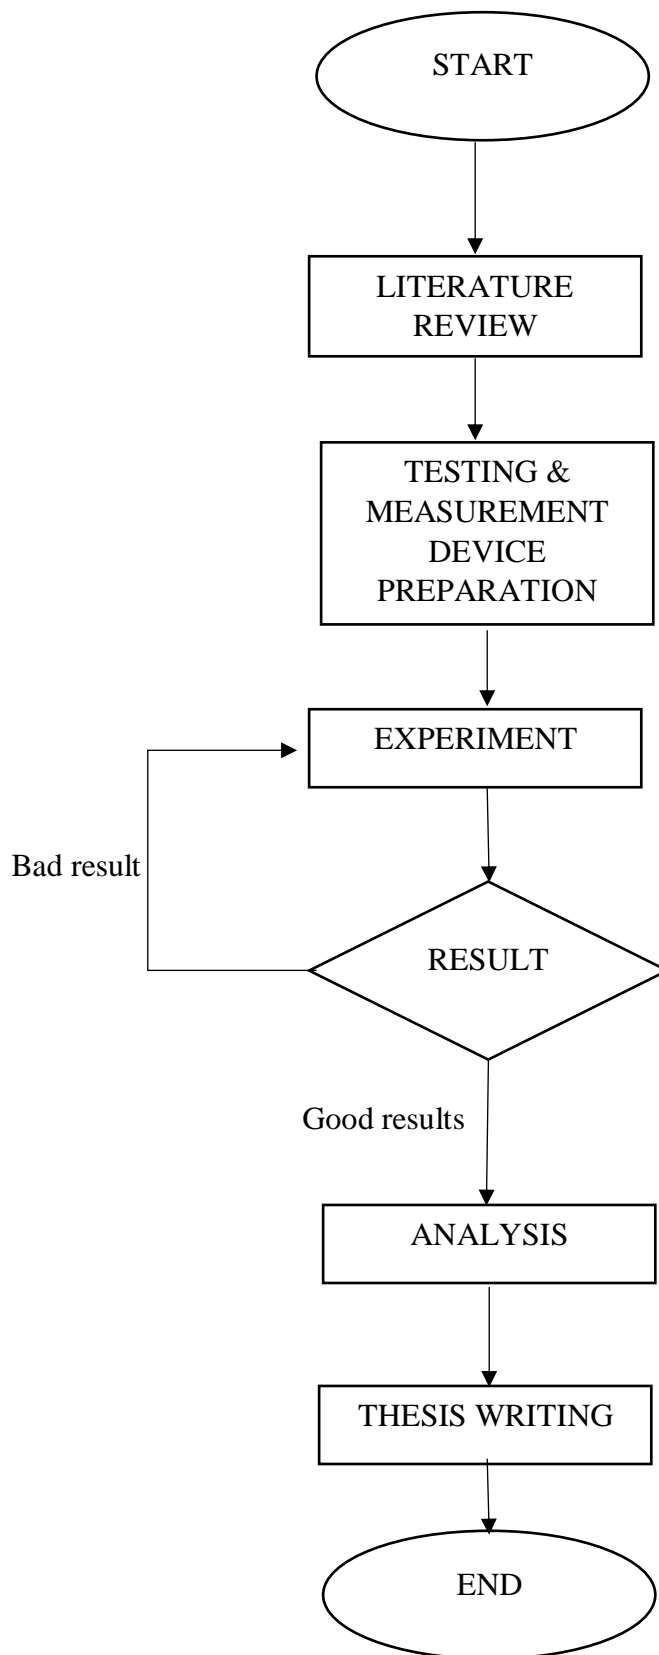 START
LITERATURE
REVIEW
TESTING &
MEASUREMENT
DEVICE
PREPARATION
EXPERIMENT
Bad result
RESULT
Good results
ANALYSIS
THESIS WRITING
END